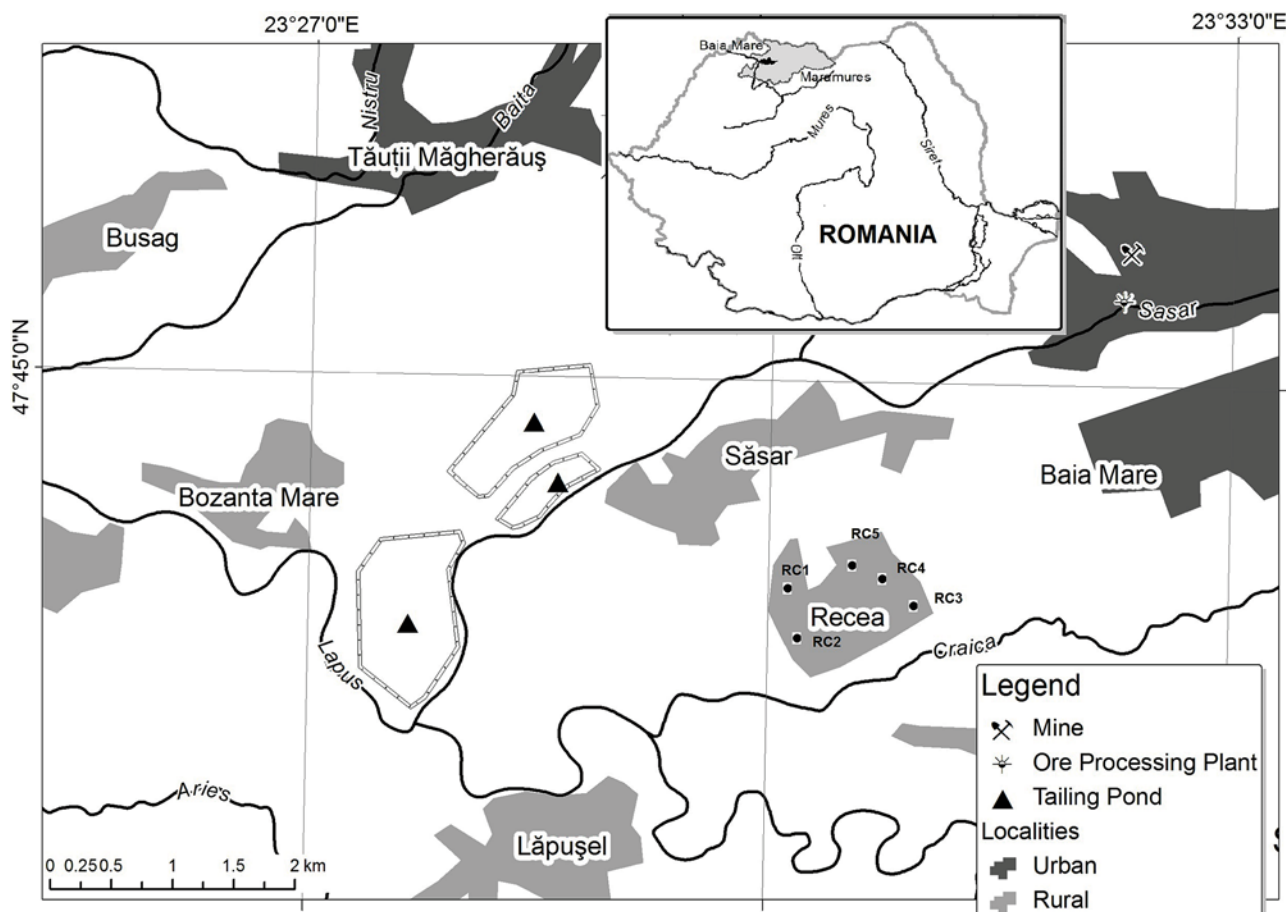 23°27'0"E
23°33'0"E
Baia Mare
Maramures
Mures
Siret
Olt
ROMANIA
Nistru
Baita
Tăuții Măgherăuş
Busag
Sasar
47°45'0"N
Săsar
Baia Mare
Bozanta Mare
RC5
RC1
RC4
RC3
Recea
RC2
Craica
Lapus
Legend
Mine
Ore Processing Plant
Tailing Pond
Localities
Urban
Rural
Aries
Lăpuşel
0 0.25 0.5 1 1.5 2 km